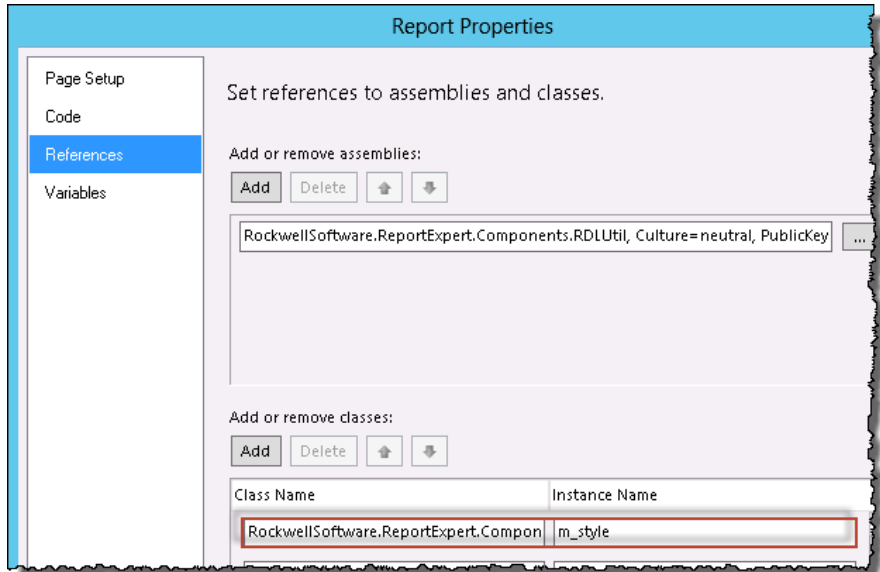 Report Properties
Page Setup
Code
References
Variables
Set references to assemblies and classes.
Add or remove assemblies:
Add Delete
RockwellSoftware.ReportExpert.Components.RDLUtil, Culture=neutral, PublicKey ...
Add or remove classes:
Add Delete
Class Name Instance Name
RockwellSoftware.ReportExpert.Compon m_style